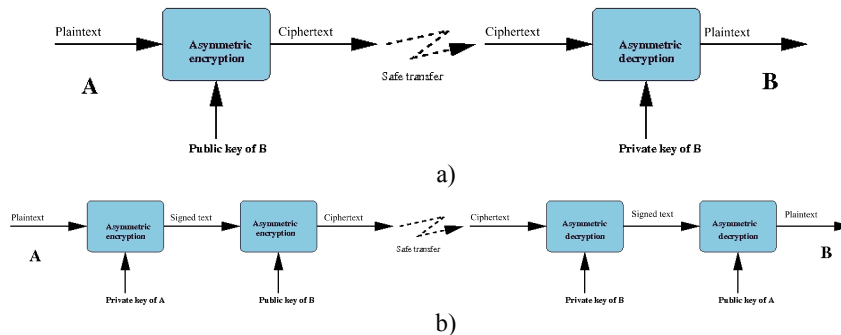 Plaintext
Asymmetric
encryption
Ciphertext
Safe transfer
Ciphertext
Asymmetric
decryption
Plaintext
A
B
Public key of B
Private key of B
a)
Plaintext
Asymmetric
encryption
Signed text
Asymmetric
encryption
Ciphertext
Safe transfer
Ciphertext
Asymmetric
decryption
Signed text
Asymmetric
decryption
Plaintext
A
B
Private key of A
Public key of B
Private key of B
Public key of A
b)